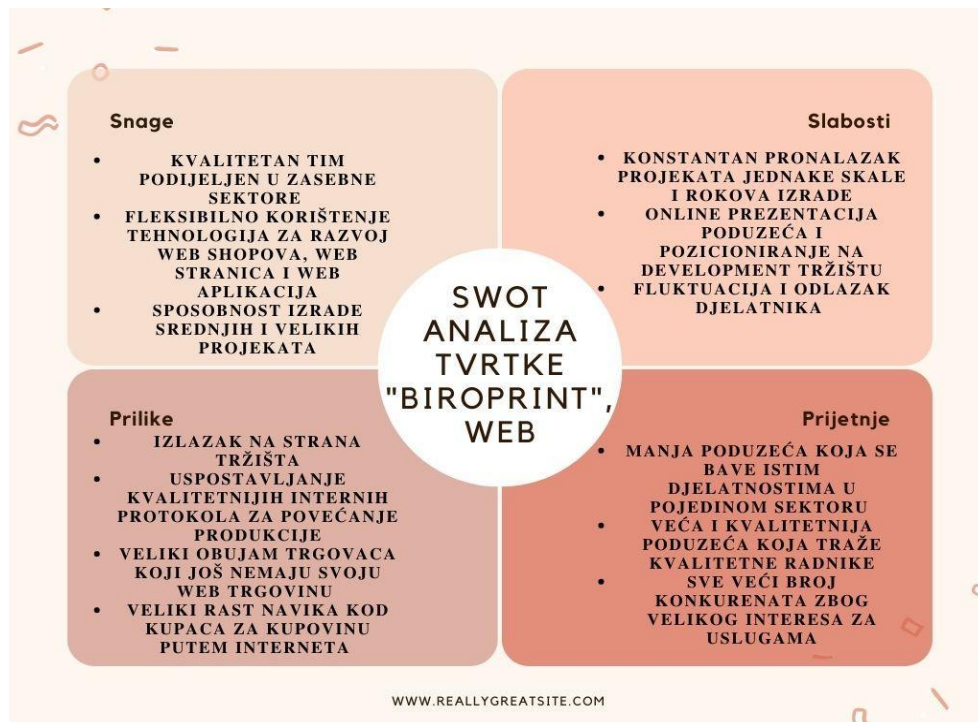 Snage
• KVALITETAN TIM
PODIJELJEN U ZASEBNE
SEKTORE
• FLEKSIBILNO KORIŠTENJE
TEHNOLOGIJA ZA RAZVOJ
WEB SHOPOVA, WEB
STRANICA I WEB
APLIKACIJA
• SPOSOBNOST IZRADE
SREDNJIH I VELIKIH
PROJEKATA
Slabosti
• KONSTANTAN PRONALAZAK
PROJEKATA JEDNAKE SKALE
I ROKOVA IZRADE
• ONLINE PREZENTACIJA
PODUZEĆA I
POZICIONIRANJE NA
DEVELOPMENT TRŽIŠTU
• FLUKTUACIJA I ODLAZAK
DJELATNIKA
SWOT
ANALIZA
TVRTKE
"BIROPRINT",
WEB
Prilike
• IZLAZAK NA STRANA
TRŽIŠTA
• USPOSTAVLJANJE
KVALITETNIJIH INTERNIH
PROTOKOLA ZA POVEĆANJE
PRODUKCIJE
• VELIKI OBUJAM TRGOVACA
KOJI JOŠ NEMAJU SVOJU
WEB TRGOVINU
• VELIKI RAST NAVIKA KOD
KUPACA ZA KUPOVINU
PUTEM INTERNETA
Prijetnje
• MANJA PODUZEĆA KOJA SE
BAVE ISTIM
DJELATNOSTIMA U
POJEDINOM SEKTORU
• VEĆA I KVALITETNIJA
PODUZEĆA KOJA TRAŽE
KVALITETNE RADNIKE
• SVE VEĆI BROJ
KONKURENATA ZBOG
VELIKOG INTERESA ZA
USLUGAMA
WWW.REALLYGREATSITE.COM